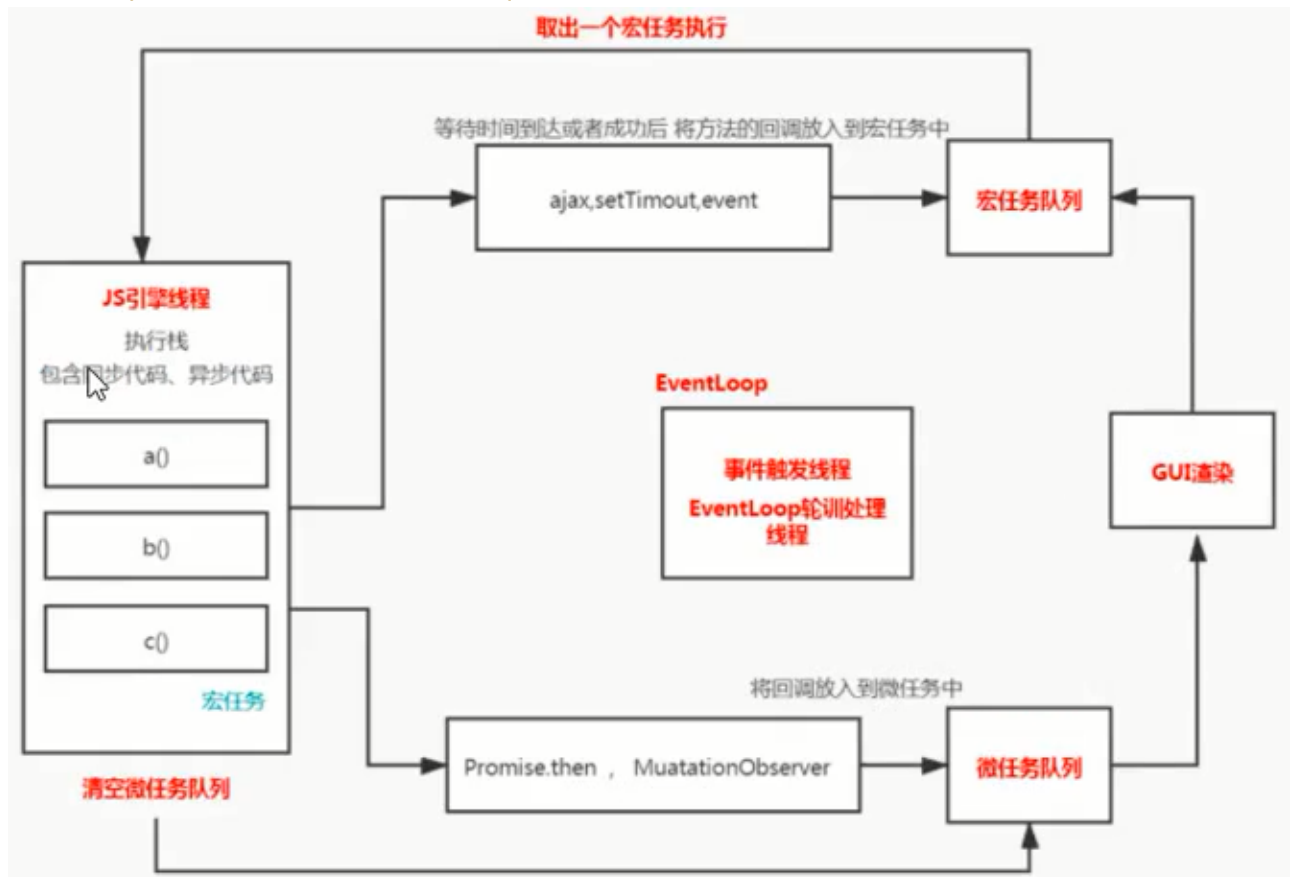 取出一个宏任务执行
等待时间到达或者成功后 将方法的回调放入到宏任务中
ajax,setTimout,event
宏任务队列
JS引擎线程
执行栈
包含同步代码、异步代码
a()
b()
c()
宏任务
清空微任务队列
EventLoop
事件触发线程
EventLoop轮训处理
线程
GUI渲染
将回调放入到微任务中
Promise.then ， MuatationObserver
微任务队列